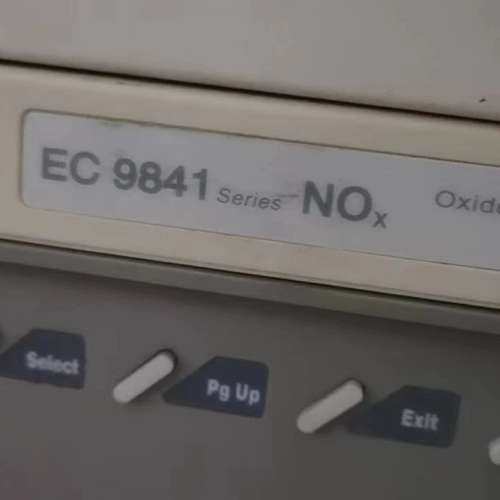 EC 9841 Series NOx
Select
Pg Up
Exit